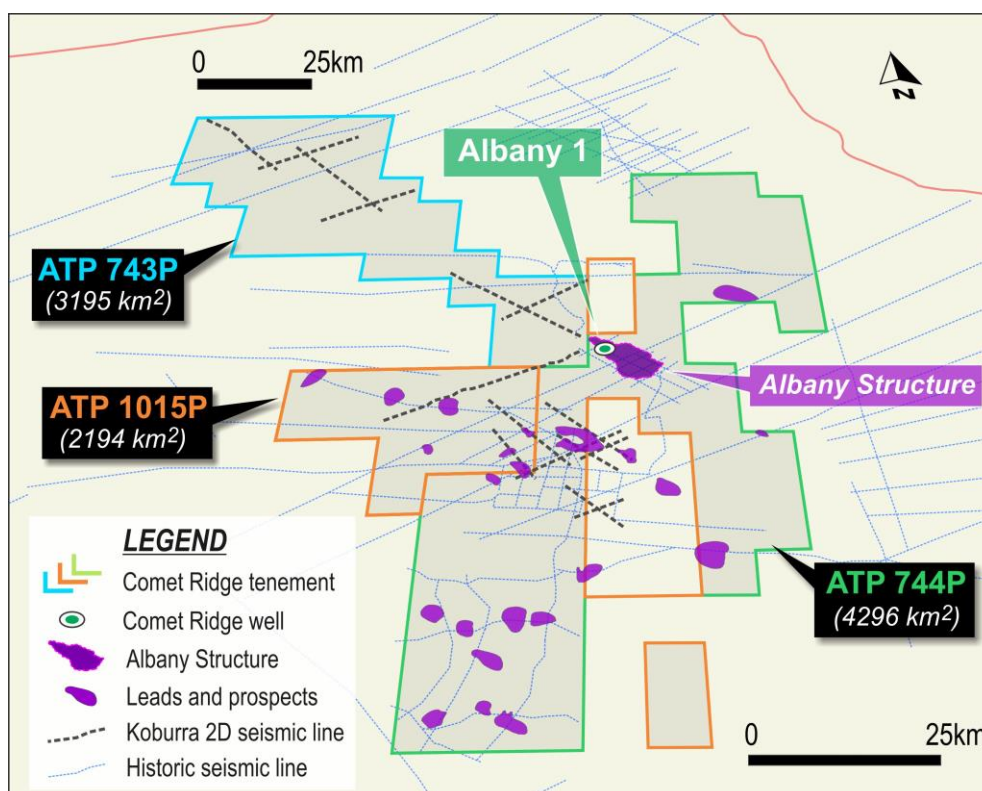 0 25km
N
Albany 1
ATP 743P
(3195 km²)
Albany Structure
ATP 1015P
(2194 km²)
LEGEND
Comet Ridge tenement
Comet Ridge well
Albany Structure
Leads and prospects
Koburra 2D seismic line
Historic seismic line
ATP 744P
(4296 km²)
0 25km